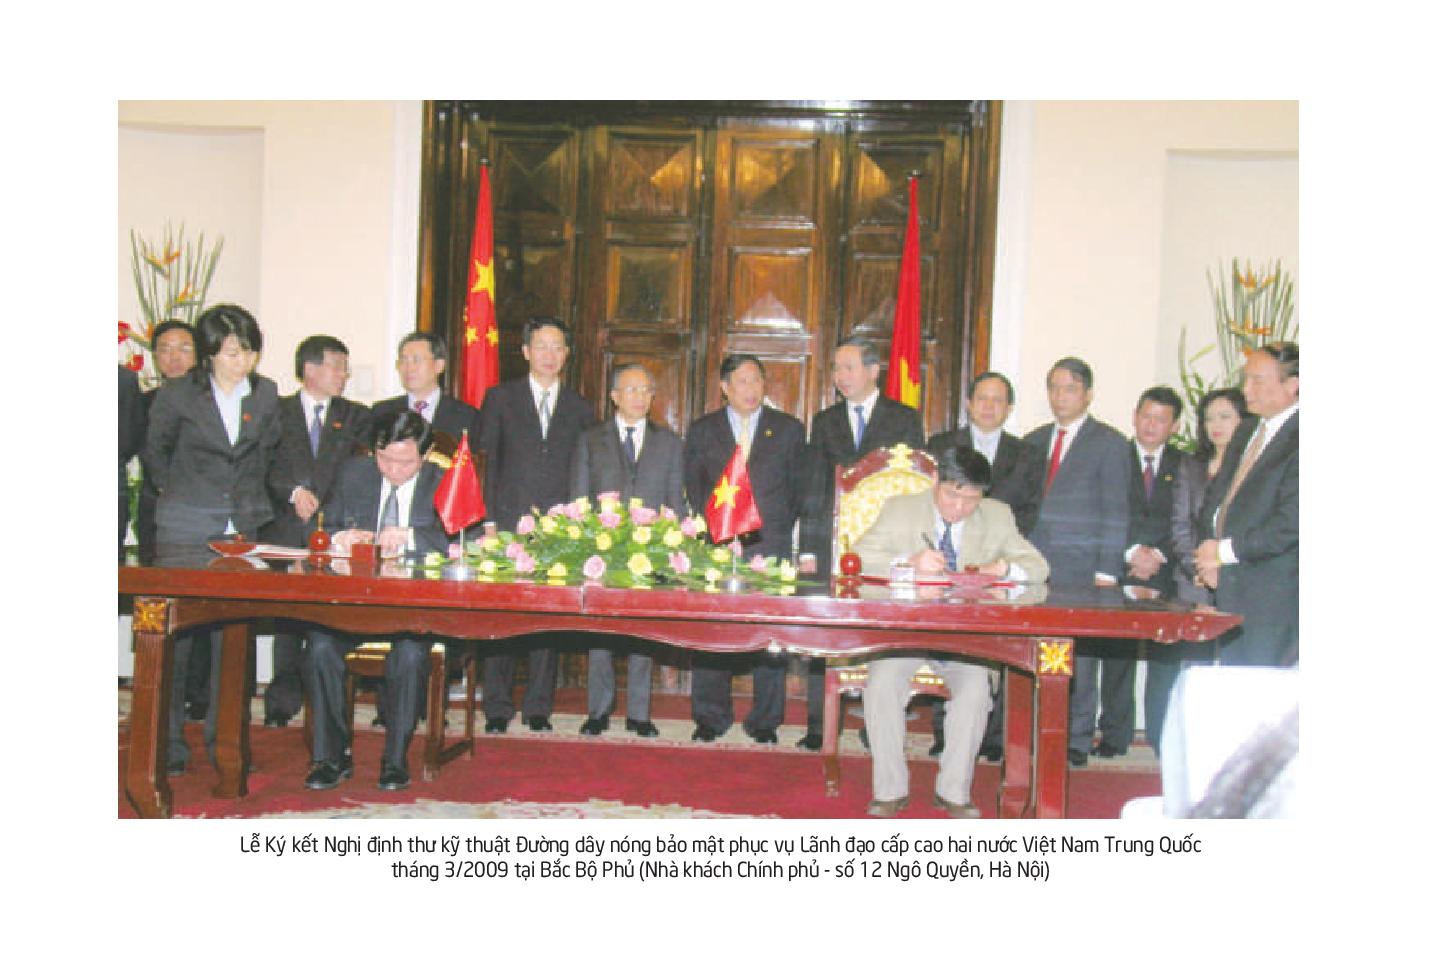 Lễ Ký kết Nghị định thư kỹ thuật Đường dây nóng bảo mật phục vụ Lãnh đạo cấp cao hai nước Việt Nam Trung Quốc
tháng 3/2009 tại Bắc Bộ Phủ (Nhà khách Chính phủ - số 12 Ngô Quyền, Hà Nội)